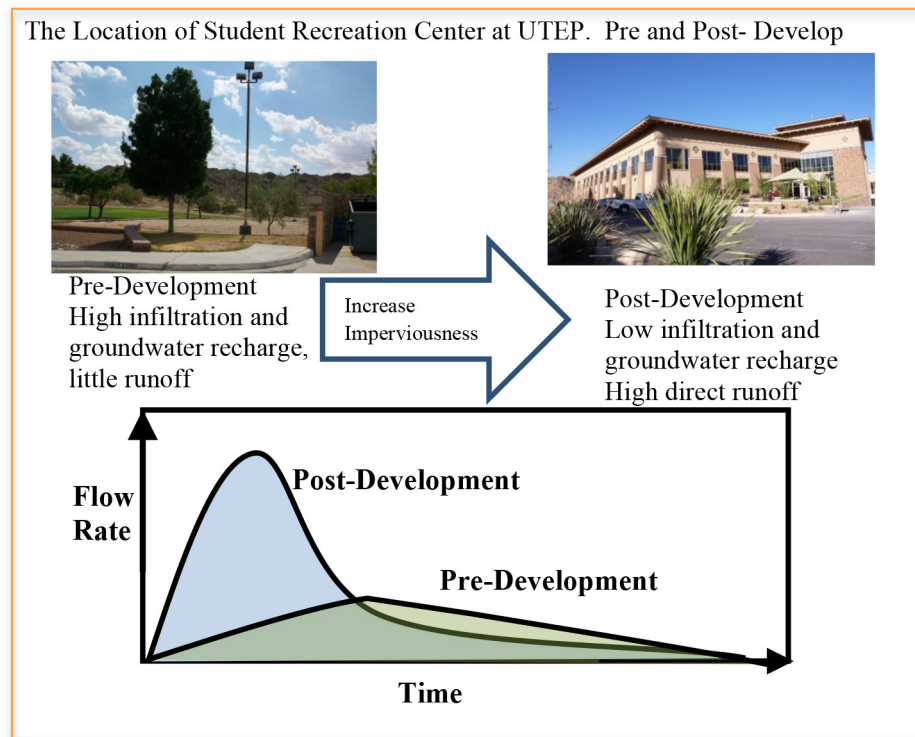 The Location of Student Recreation Center at UTEP.  Pre and Post- Develop
Pre-Development
High infiltration and
groundwater recharge,
little runoff
Increase
Imperviousness
Post-Development
Low infiltration and
groundwater recharge
High direct runoff
Flow
Rate
Post-Development
Pre-Development
Time